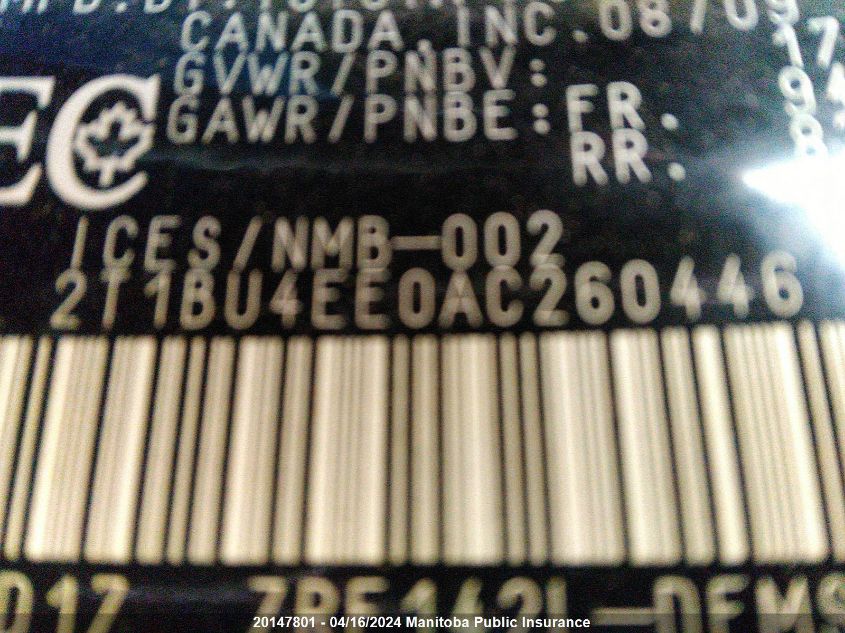 CANADA, INC. 08/09
GVWR/PNBV:
GAWR/PNBE: FR.
RR.
EC
ICES/NMB-002
2T1BU4EE0AC260446
20147801 - 04/16/2024 Manitoba Public Insurance